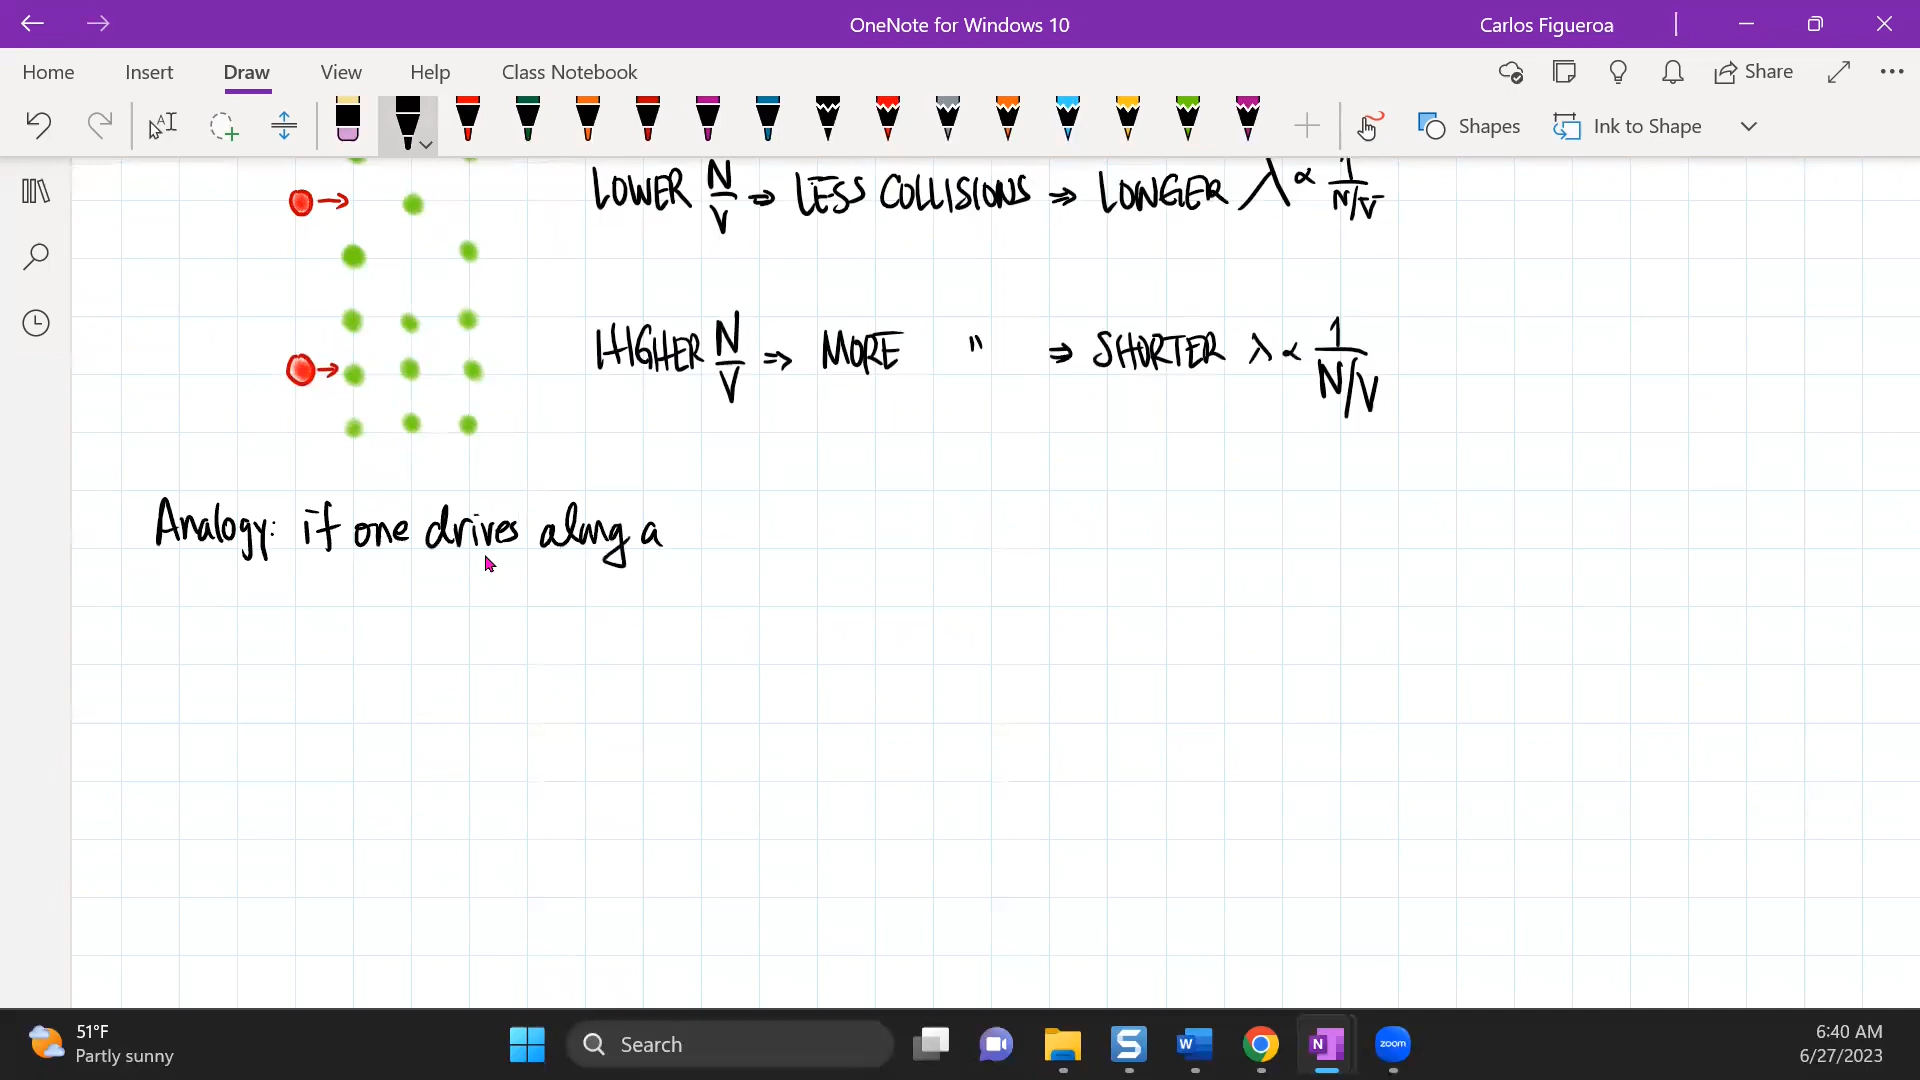 OneNote for Windows 10
Carlos Figueroa
Home Insert Draw View Help Class Notebook
Share
Shapes
Ink to Shape
LOWER N/V ⇒ LESS COLLISIONS ⇒ LONGER λ ∝ 1/N/V
HIGHER N/V ⇒ MORE " ⇒ SHORTER λ ∝ 1/N/V
Analogy: if one drives along a
51°F
Partly sunny
Search
zoom
6:40 AM
6/27/2023